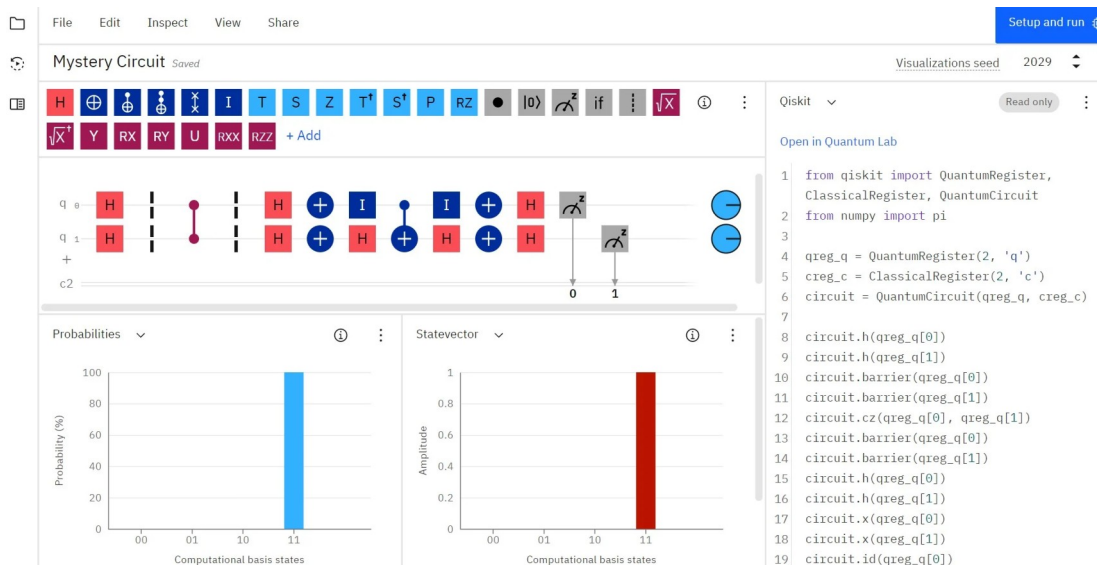 File Edit Inspect View Share
Setup and run
Mystery Circuit Saved
Visualizations seed 2029
H I T S Z T† S† P RZ |0⟩ z if √X
√X† Y RX RY U RXX RZZ + Add
Qiskit
Read only
Open in Quantum Lab
q 0 H H I I H z
q 1 H H H H H z
+
c2
0 1
Probabilities
Probability (%)
100
80
60
40
20
0
00 01 10 11
Computational basis states
Statevector
Amplitude
1
0.8
0.6
0.4
0.2
0
00 01 10 11
Computational basis states
1 from qiskit import QuantumRegister,
ClassicalRegister, QuantumCircuit
2 from numpy import pi
3
4 qreg_q = QuantumRegister(2, 'q')
5 creg_c = ClassicalRegister(2, 'c')
6 circuit = QuantumCircuit(qreg_q, creg_c)
7
8 circuit.h(qreg_q[0])
9 circuit.h(qreg_q[1])
10 circuit.barrier(qreg_q[0])
11 circuit.barrier(qreg_q[1])
12 circuit.cz(qreg_q[0], qreg_q[1])
13 circuit.barrier(qreg_q[0])
14 circuit.barrier(qreg_q[1])
15 circuit.h(qreg_q[0])
16 circuit.h(qreg_q[1])
17 circuit.x(qreg_q[0])
18 circuit.x(qreg_q[1])
19 circuit.id(qreg_q[0])